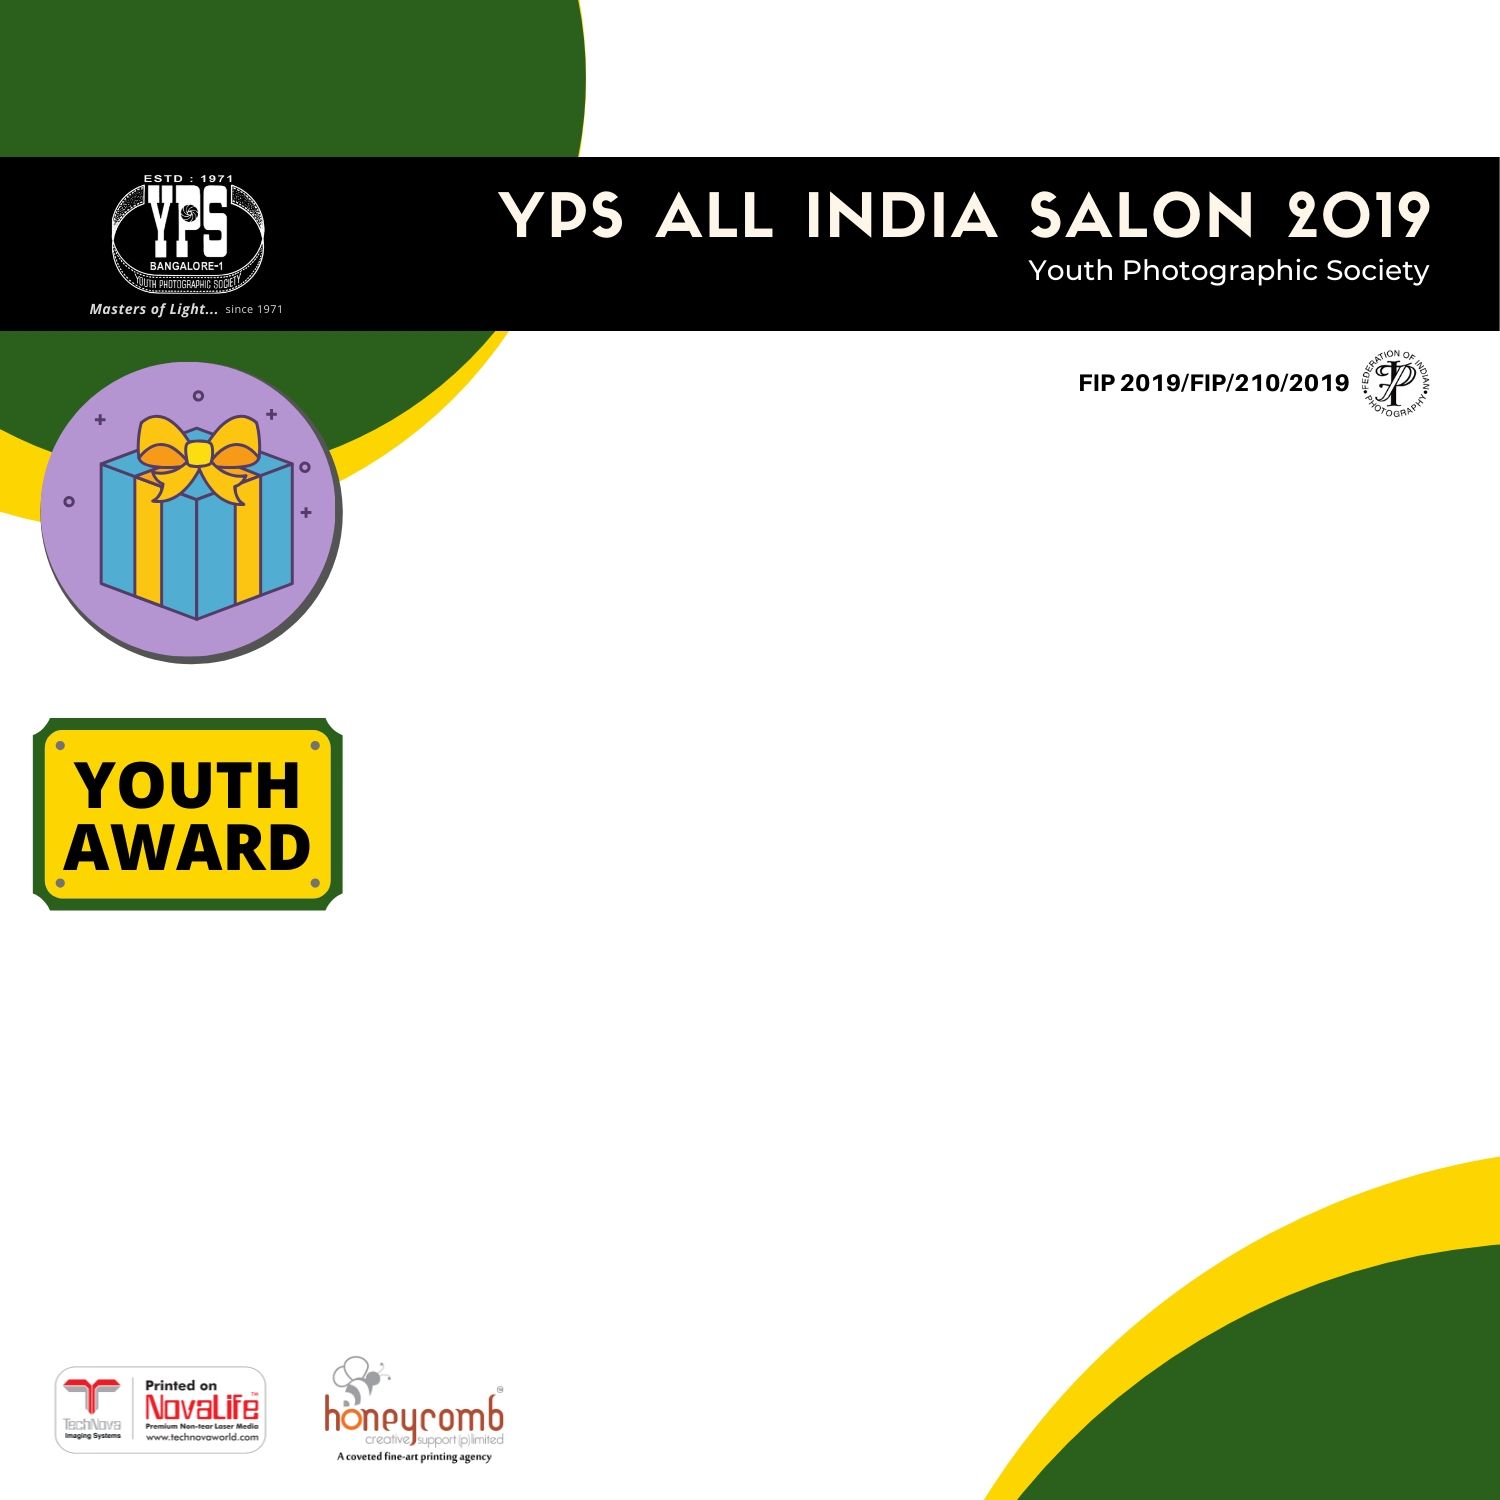 ESTD : 1971
YPS
BANGALORE-1
YOUTH PHOTOGRAPHIC SOCIETY
Masters of Light... since 1971
YPS ALL INDIA SALON 2019
Youth Photographic Society
FIP 2019/FIP/210/2019
FEDERATION OF INDIAN
PHOTOGRAPHY
YOUTH
AWARD
TechNova
Imaging Systems
Printed on
NovaLife™
Premium Non-tear Laser Media
www.technovaworld.com
honeycomb®
creative support (p) limited
A coveted fine-art printing agency